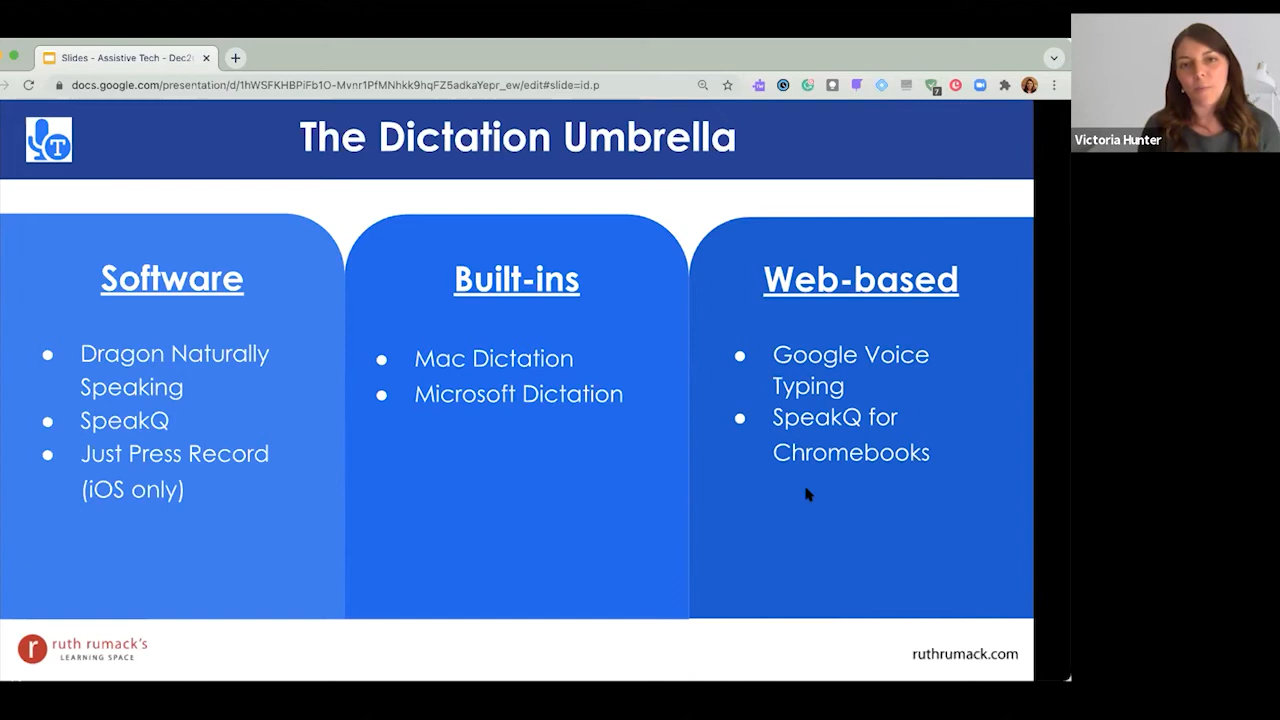 Slides - Assistive Tech - Dec2
docs.google.com/presentation/d/1hWSFKHBPiFb1O-Mvnr1PfMNhkk9hqFZ5adkaYepr_ew/edit#slide=id.p
7
Victoria Hunter
T
The Dictation Umbrella
Software
Dragon Naturally
Speaking
SpeakQ
Just Press Record
(iOS only)
Built-ins
Mac Dictation
Microsoft Dictation
Web-based
Google Voice
Typing
SpeakQ for
Chromebooks
r
ruth rumack's
LEARNING SPACE
ruthrumack.com